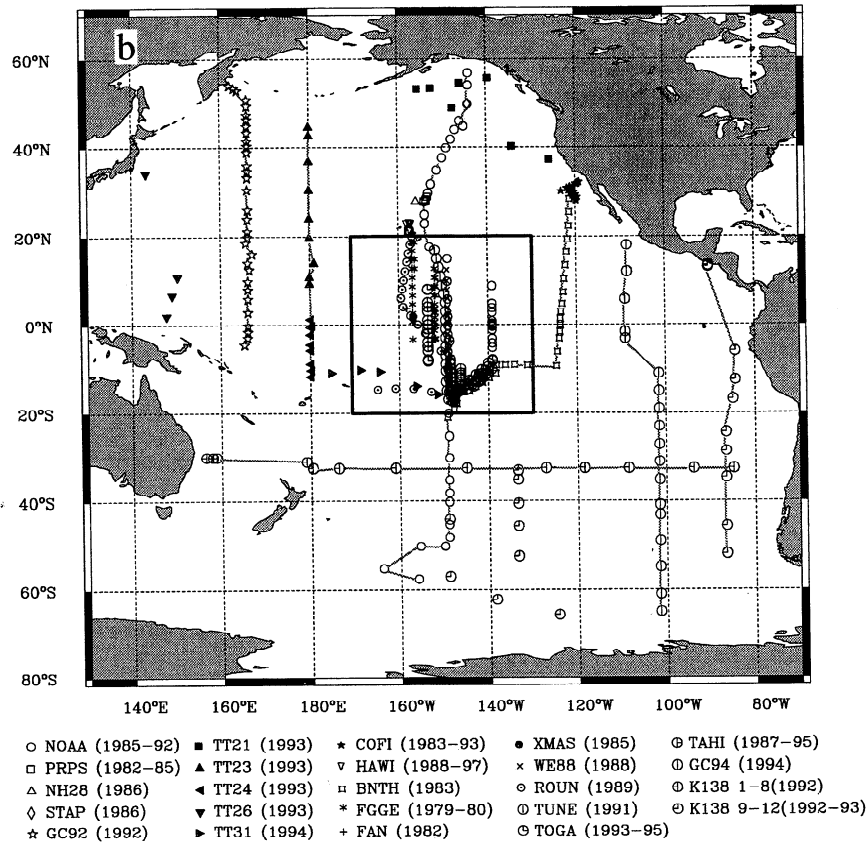 b
60°N
40°N
20°N
0°N
20°S
40°S
60°S
80°S
140°E 160°E 180°E 160°W 140°W 120°W 100°W 80°W
NOAA (1985-92) TT21 (1993) COFI (1983-93) XMAS (1985) TAHI (1987-95)
PRPS (1982-85) TT23 (1993) HAWI (1988-97) WE88 (1988) GC94 (1994)
NH28 (1986) TT24 (1993) BNTH (1983) ROUN (1989) K138 1-8(1992)
STAP (1986) TT26 (1993) FGGE (1979-80) TUNE (1991) K138 9-12(1992-93)
GC92 (1992) TT31 (1994) FAN (1982) TOGA (1993-95)